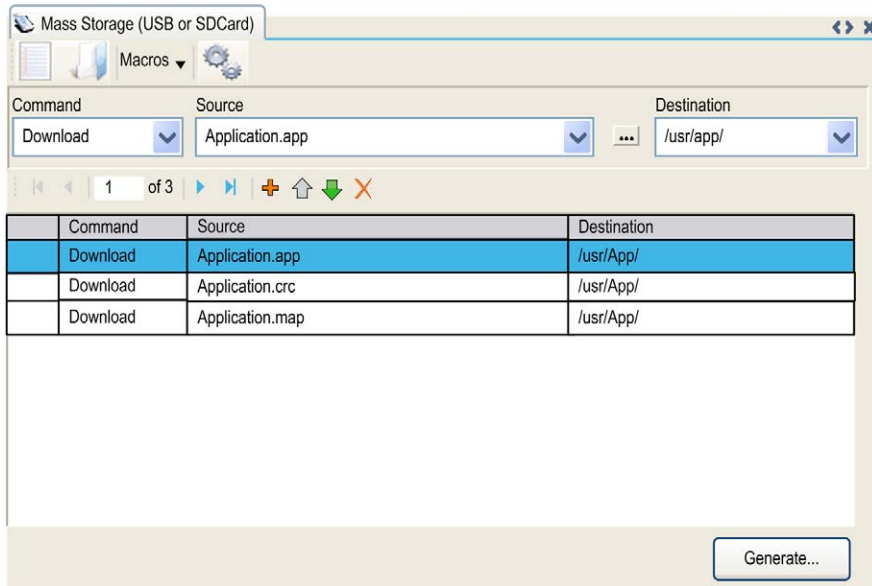 Mass Storage (USB or SDCard)
Macros
Command Source Destination
Download Application.app ... /usr/app/
1 of 3
Command Source Destination
Download Application.app /usr/App/
Download Application.crc /usr/App/
Download Application.map /usr/App/
Generate...